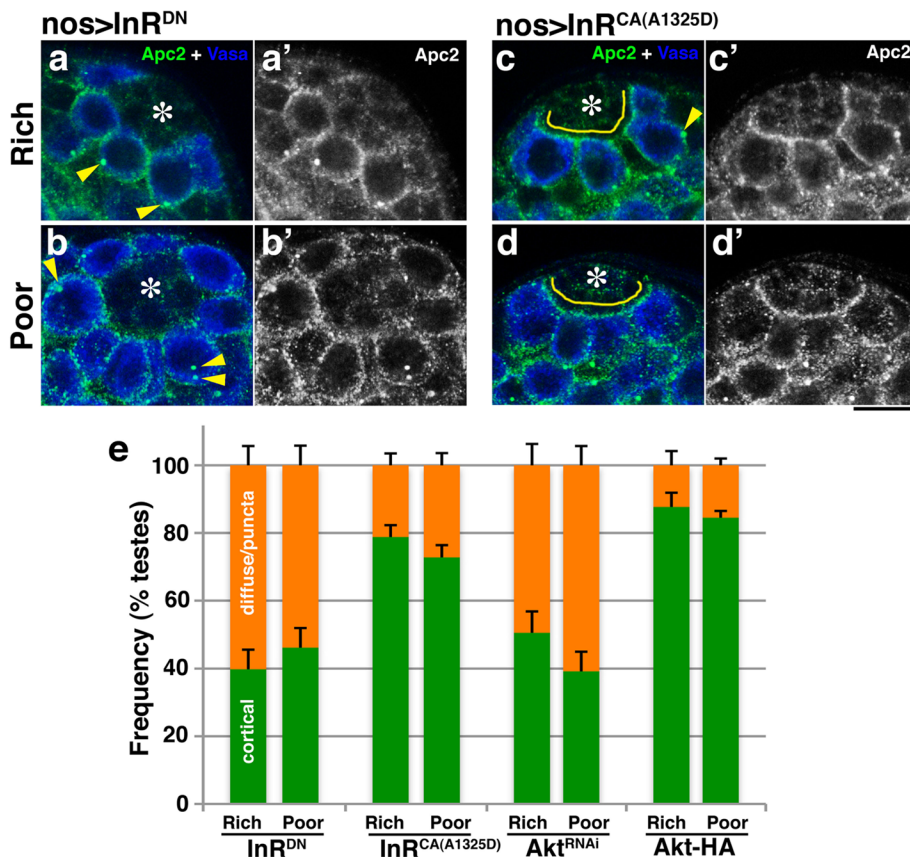 nos>InR^DN
nos>InR^CA(A1325D)
a Apc2 + Vasa
a' Apc2
c Apc2 + Vasa
c' Apc2
Rich
*
*
b
b'
d
d'
Poor
*
*
e
Frequency (% testes)
100
80
60
40
20
0
diffuse/puncta
cortical
Rich Poor Rich Poor Rich Poor Rich Poor
InR^DN InR^CA(A1325D) Akt^RNAi Akt-HA